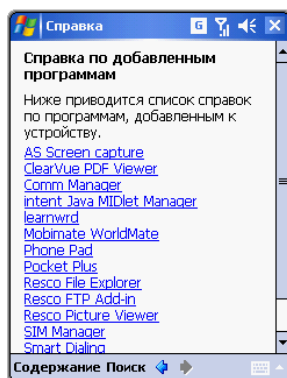 Справка
G
Справка по добавленным
программам
Ниже приводится список справок
по программам, добавленным к
устройству.
AS Screen capture
ClearVue PDF Viewer
Comm Manager
intent Java MIDlet Manager
learnwrd
Mobimate WorldMate
Phone Pad
Pocket Plus
Resco File Explorer
Resco FTP Add-in
Resco Picture Viewer
SIM Manager
Smart Dialing
Содержание Поиск